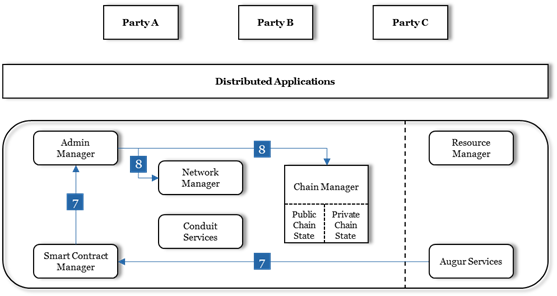 Party A
Party B
Party C
Distributed Applications
Admin
Manager
8
8
Resource
Manager
Network
Manager
Chain Manager
7
Public
Chain
State
Private
Chain
State
Conduit
Services
Smart Contract
Manager
7
Augur Services